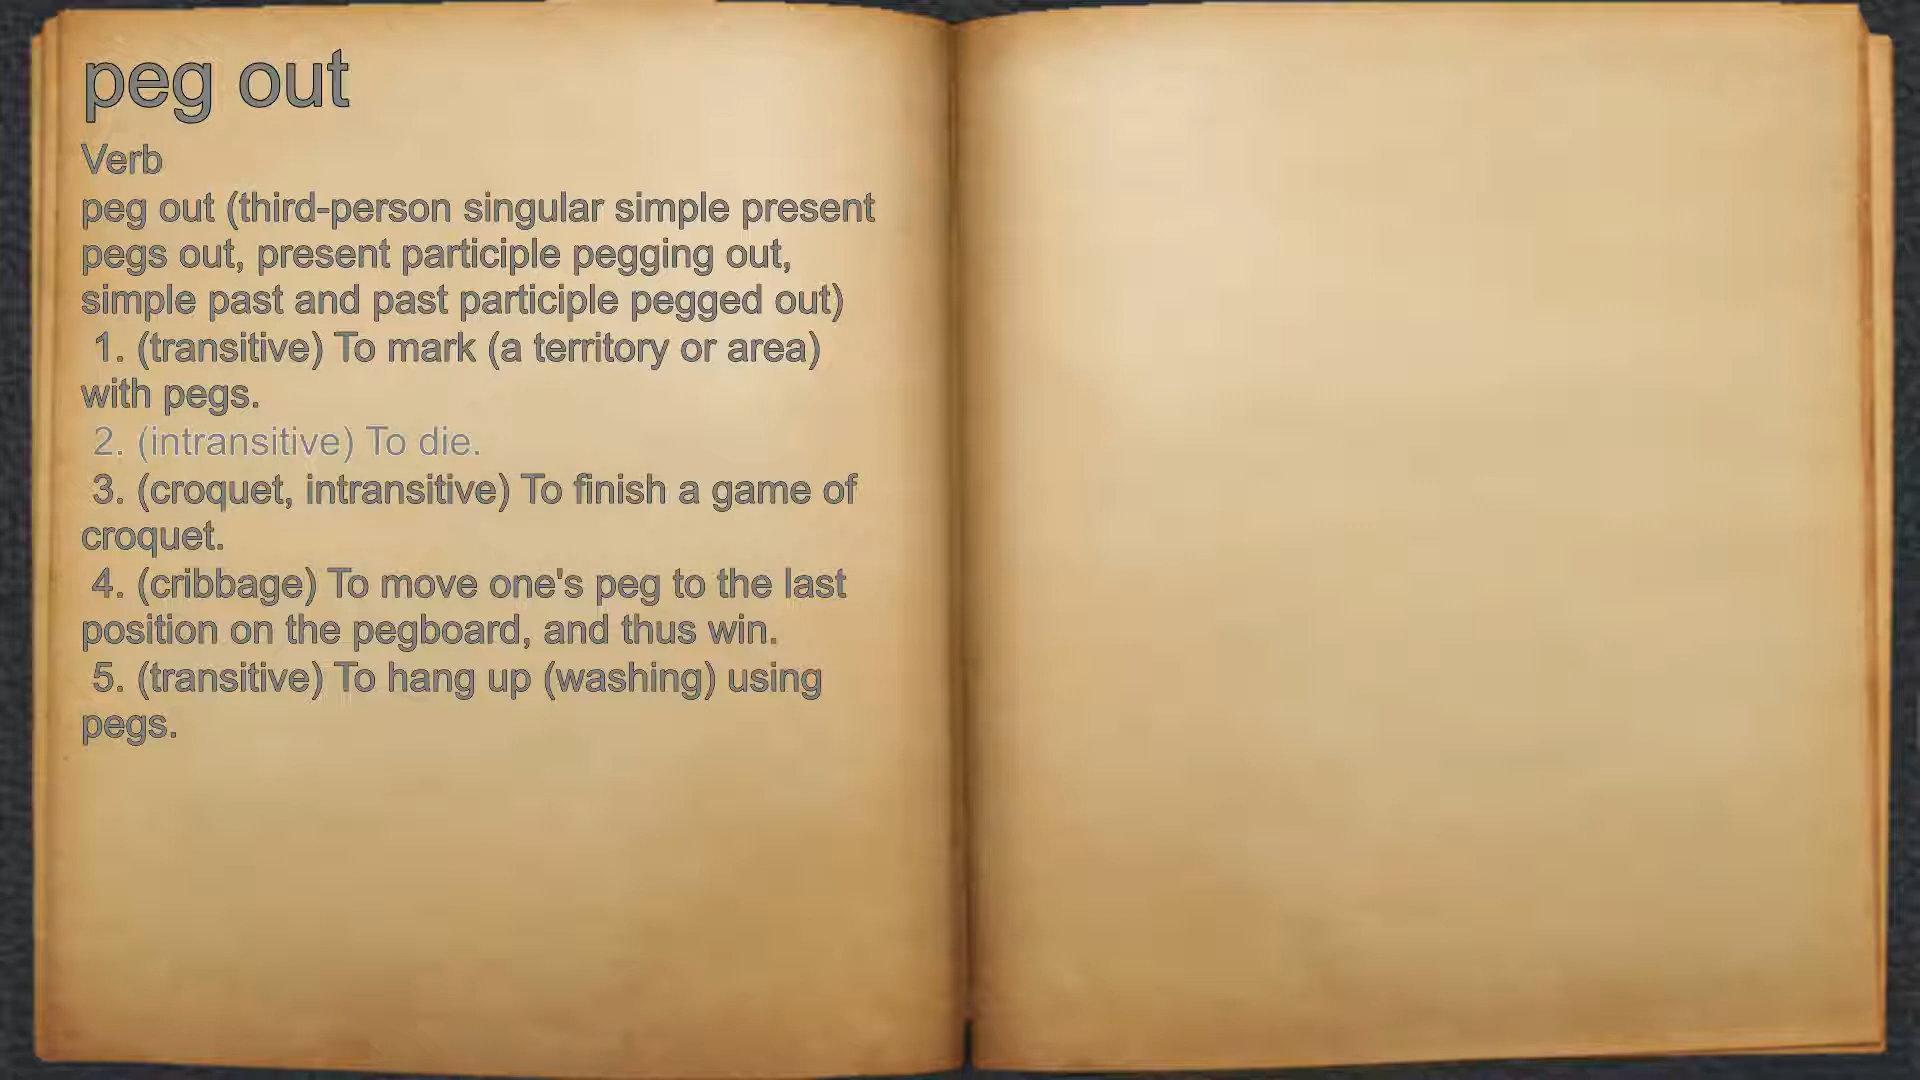 peg out
Verb
peg out (third-person singular simple present
pegs out, present participle pegging out,
simple past and past participle pegged out)
1. (transitive) To mark (a territory or area)
with pegs.
2. (intransitive) To die.
3. (croquet, intransitive) To finish a game of
croquet.
4. (cribbage) To move one's peg to the last
position on the pegboard, and thus win.
5. (transitive) To hang up (washing) using
pegs.